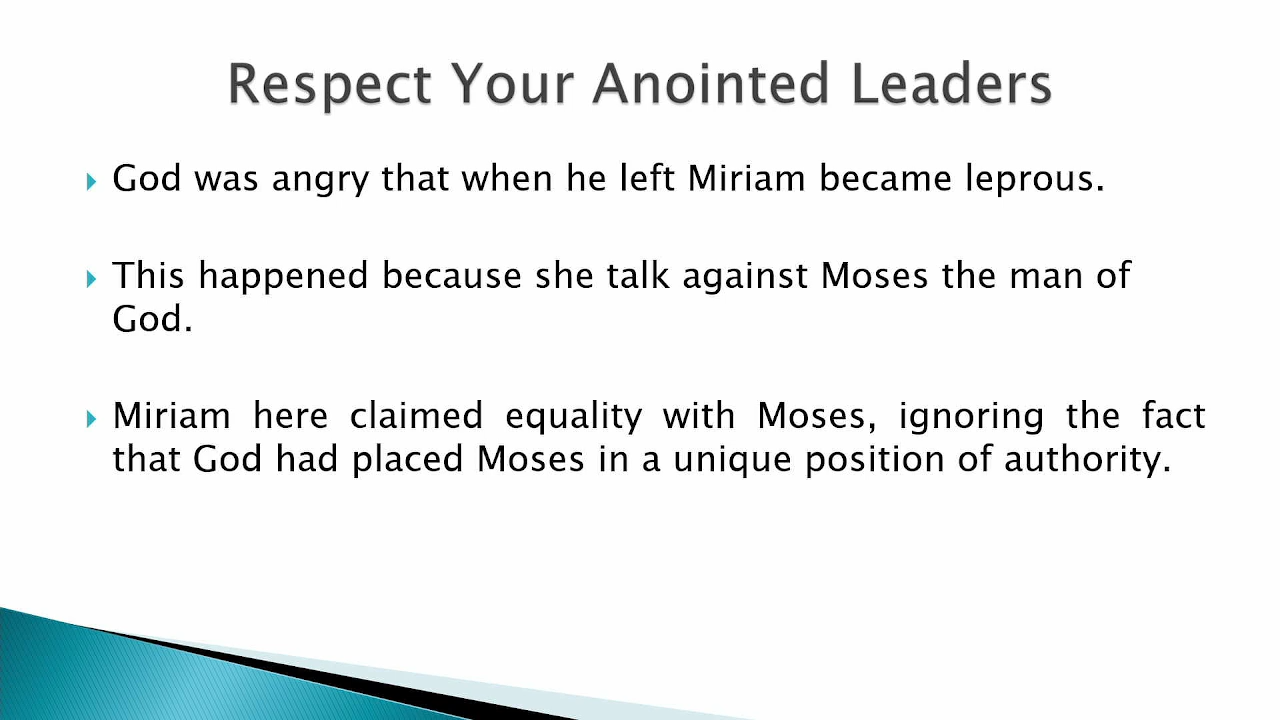 Respect Your Anointed Leaders
God was angry that when he left Miriam became leprous.
This happened because she talk against Moses the man of
God.
Miriam here claimed equality with Moses, ignoring the fact
that God had placed Moses in a unique position of authority.